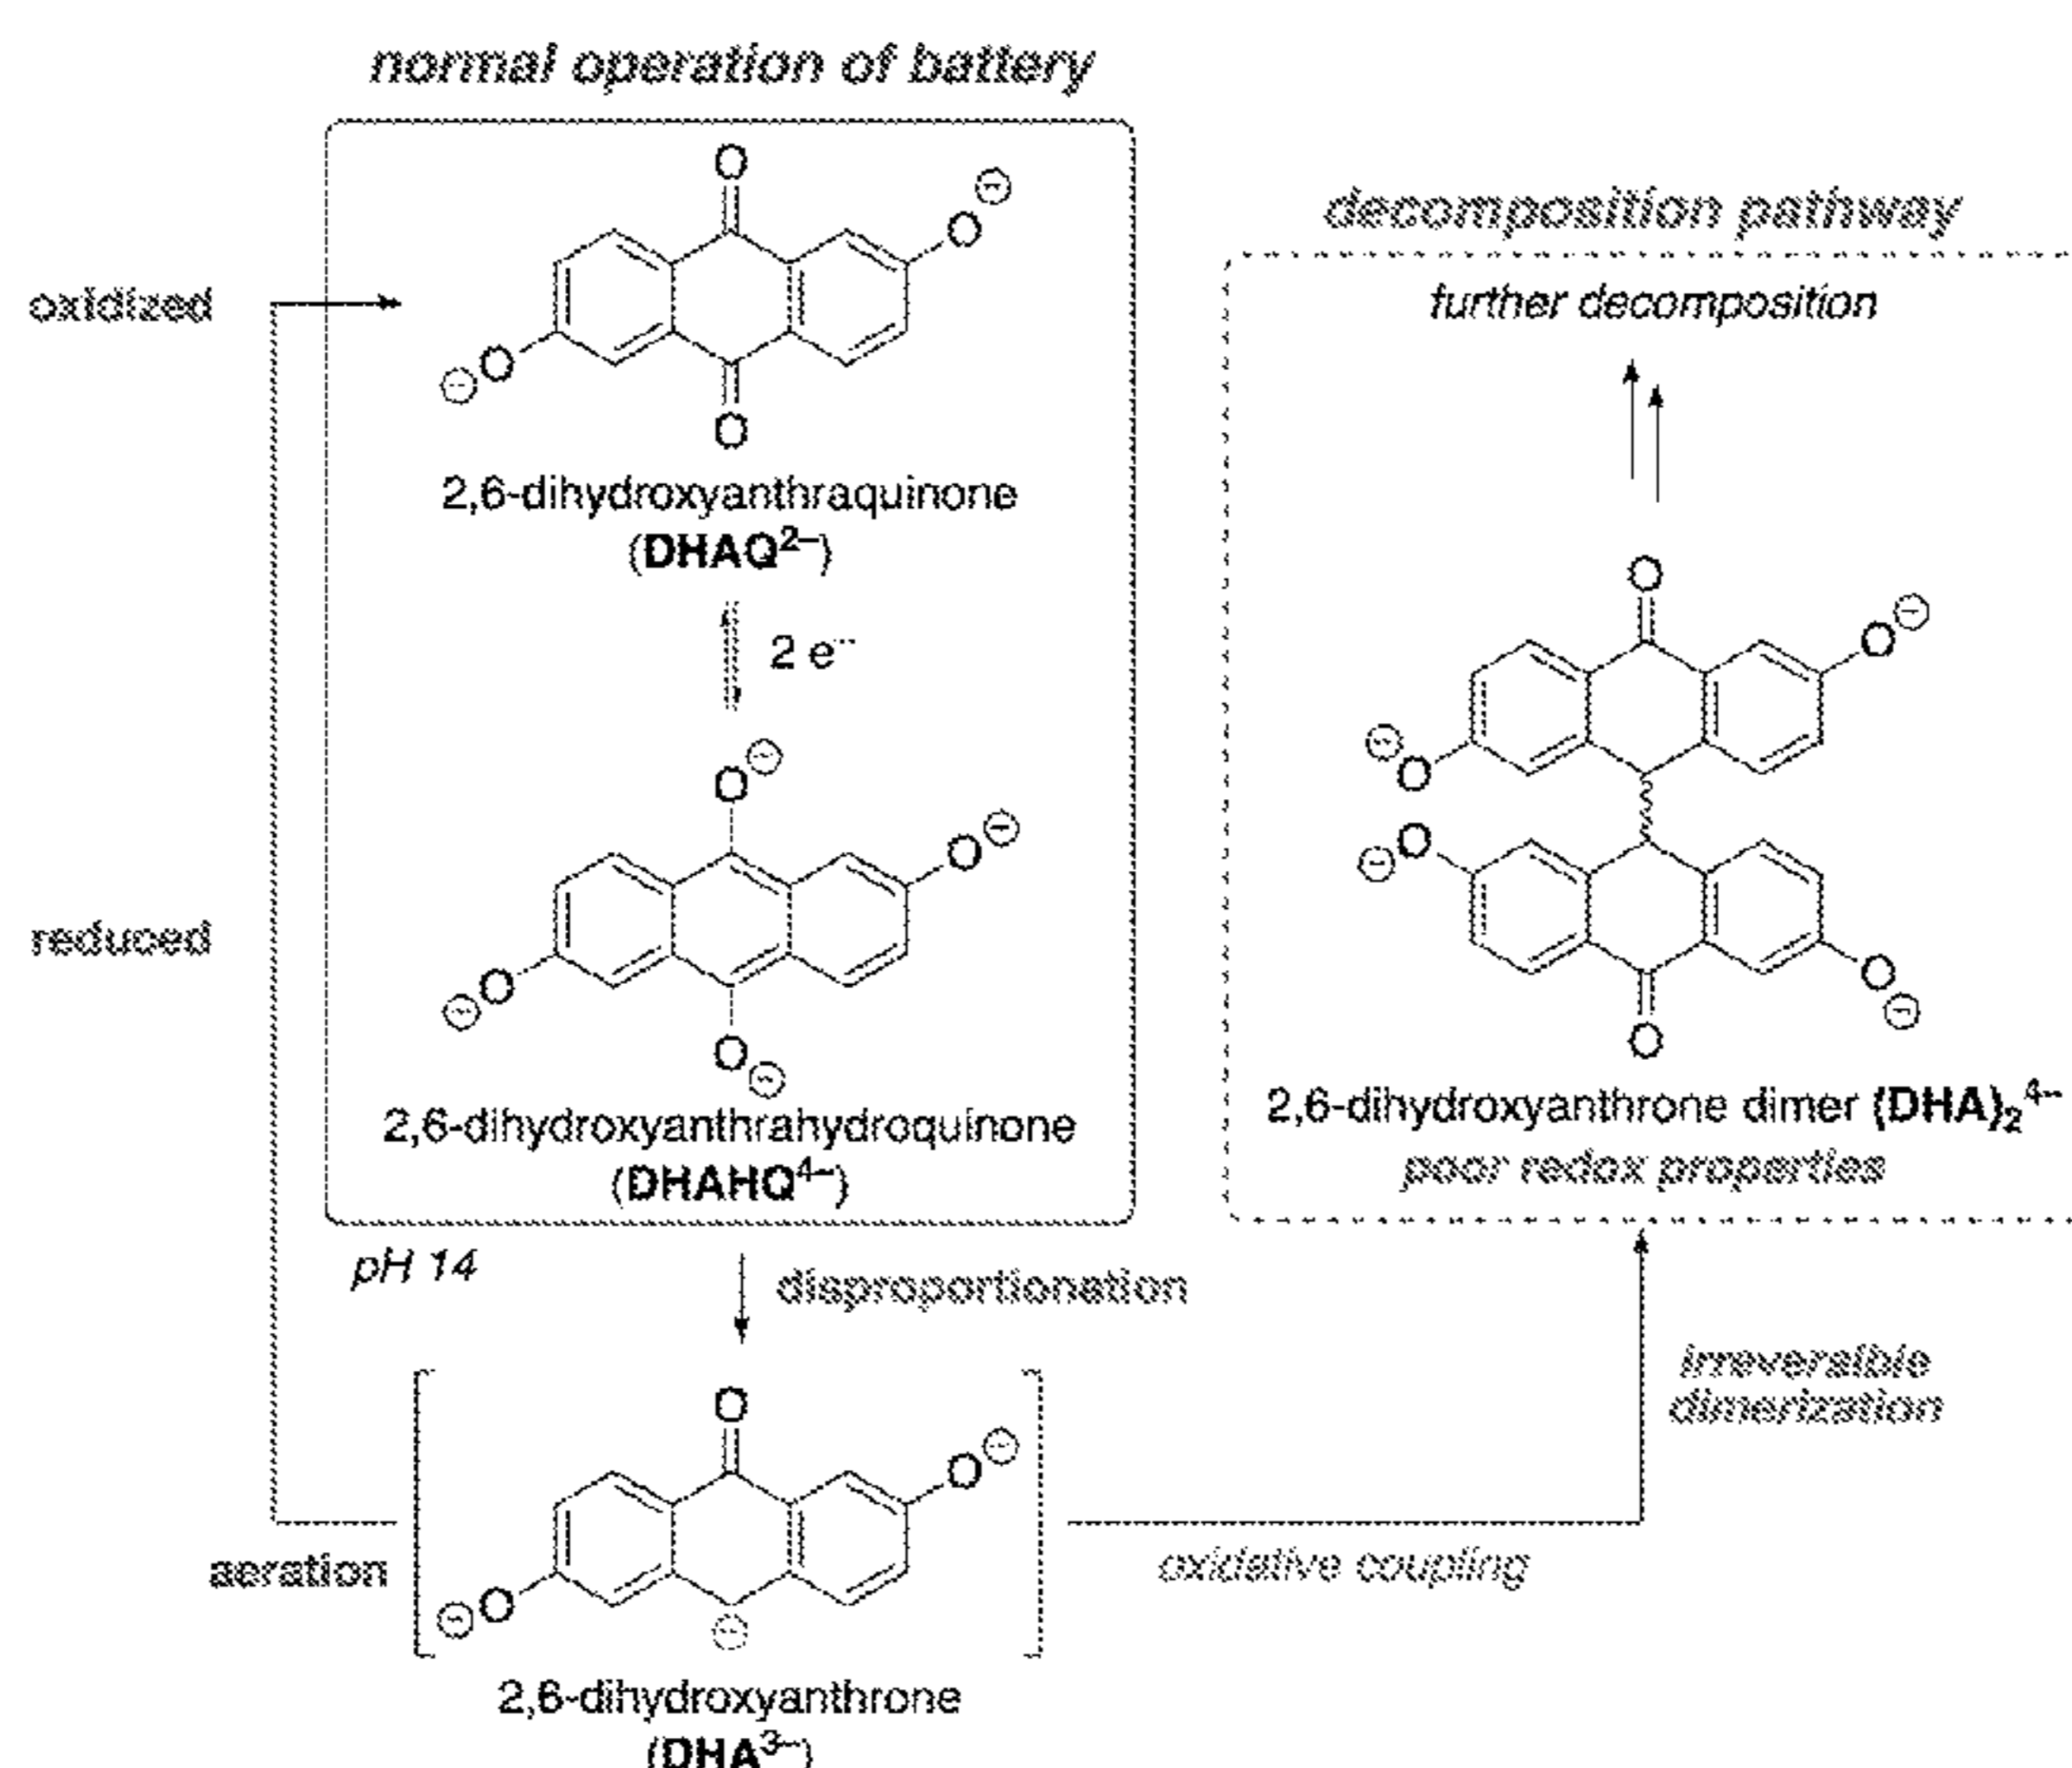 normal operation of battery
oxidized
O
O
⊖
O
⊖
O
2,6-dihydroxyanthraquinone
(DHAQ²⁻)
2 e⁻
reduced
O
⊖
O
⊖
O
⊖
O
⊖
2,6-dihydroxyanthrahydroquinone
(DHAHQ⁴⁻)
pH 14
disproportionation
aeration
O
O
⊖
O
⊖
⊖
2,6-dihydroxyanthrone
(DHA³⁻)
oxidative coupling
irreversible
dimerization
decomposition pathway
further decomposition
O
O
⊖
⊖
O
O
⊖
O
⊖
O
2,6-dihydroxyanthrone dimer (DHA)₂⁴⁻
poor redox properties